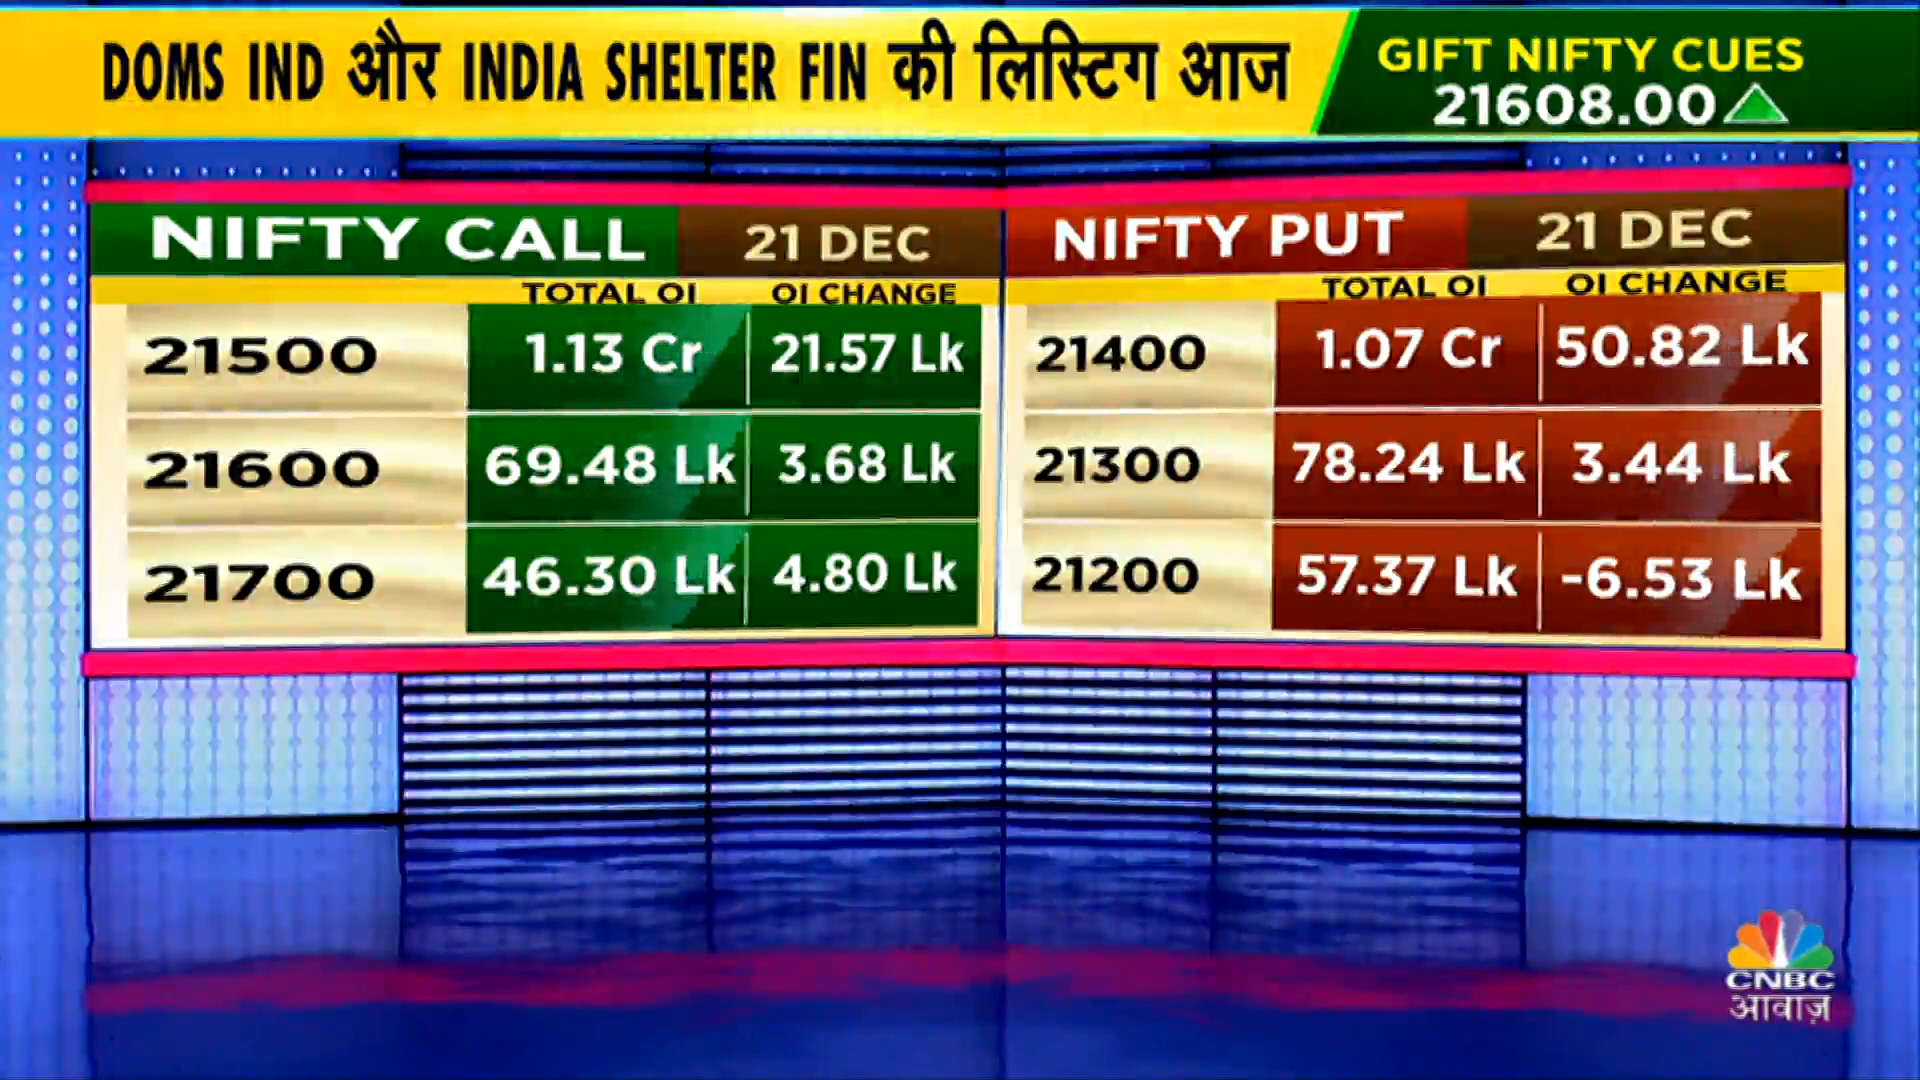 DOMS IND और INDIA SHELTER FIN की लिस्टिग आज
GIFT NIFTY CUES
21608.00
NIFTY CALL 21 DEC
TOTAL OI OI CHANGE
21500 1.13 Cr 21.57 Lk
21600 69.48 Lk 3.68 Lk
21700 46.30 Lk 4.80 Lk
NIFTY PUT 21 DEC
TOTAL OI OI CHANGE
21400 1.07 Cr 50.82 Lk
21300 78.24 Lk 3.44 Lk
21200 57.37 Lk -6.53 Lk
CNBC
आवाज़